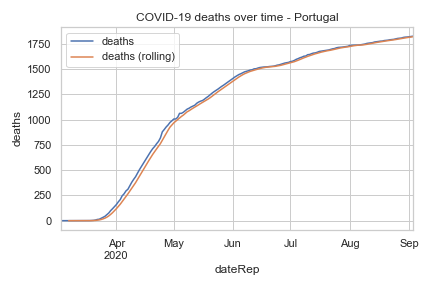 COVID-19 deaths over time - Portugal
deaths
deaths (rolling)
1750
1500
1250
1000
750
500
250
0
deaths
Apr
2020
May
Jun
Jul
Aug
Sep
dateRep